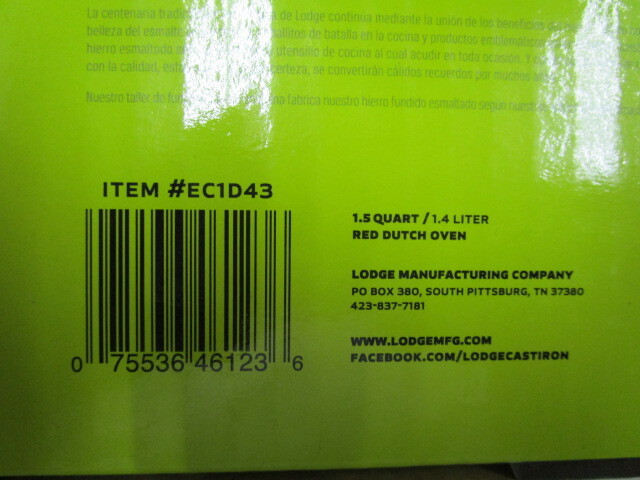 La centenaria de Lodge continúa mediante la unión de los beneficios
belleza del esmalt de batalla en la cocina y productos emblemáticos
hierro esmaltado utensilio de cocina al cual acudir en toda ocasión.
con la calidad, certeza, se convertirán cálidos recuerdos por muchos
Nuestro taller de fabrica nuestro hierro fundido esmaltado según
ITEM #EC1D43
1.5 QUART / 1.4 LITER
RED DUTCH OVEN
LODGE MANUFACTURING COMPANY
PO BOX 380, SOUTH PITTSBURG, TN 37380
423-837-7181
WWW.LODGEMFG.COM
FACEBOOK.COM/LODGECASTIRON
0 75536 46123 6